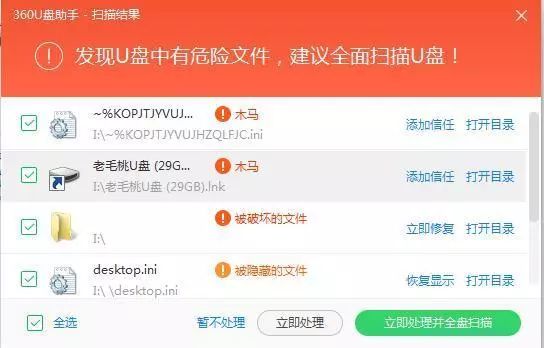 360U盘助手 - 扫描结果
发现U盘中有危险文件，建议全面扫描U盘！
~%KOPJTJYVUJ... 木马
I:\~%KOPJTJYVUJHZQLFJC.ini 添加信任 打开目录
老毛桃U盘 (29G... 木马
I:\老毛桃U盘 (29GB).lnk 添加信任 打开目录
被破坏的文件
I:\ 立即修复 打开目录
desktop.ini 被隐藏的文件
I:\ \desktop.ini 恢复显示 打开目录
全选 暂不处理 立即处理 立即处理并全盘扫描